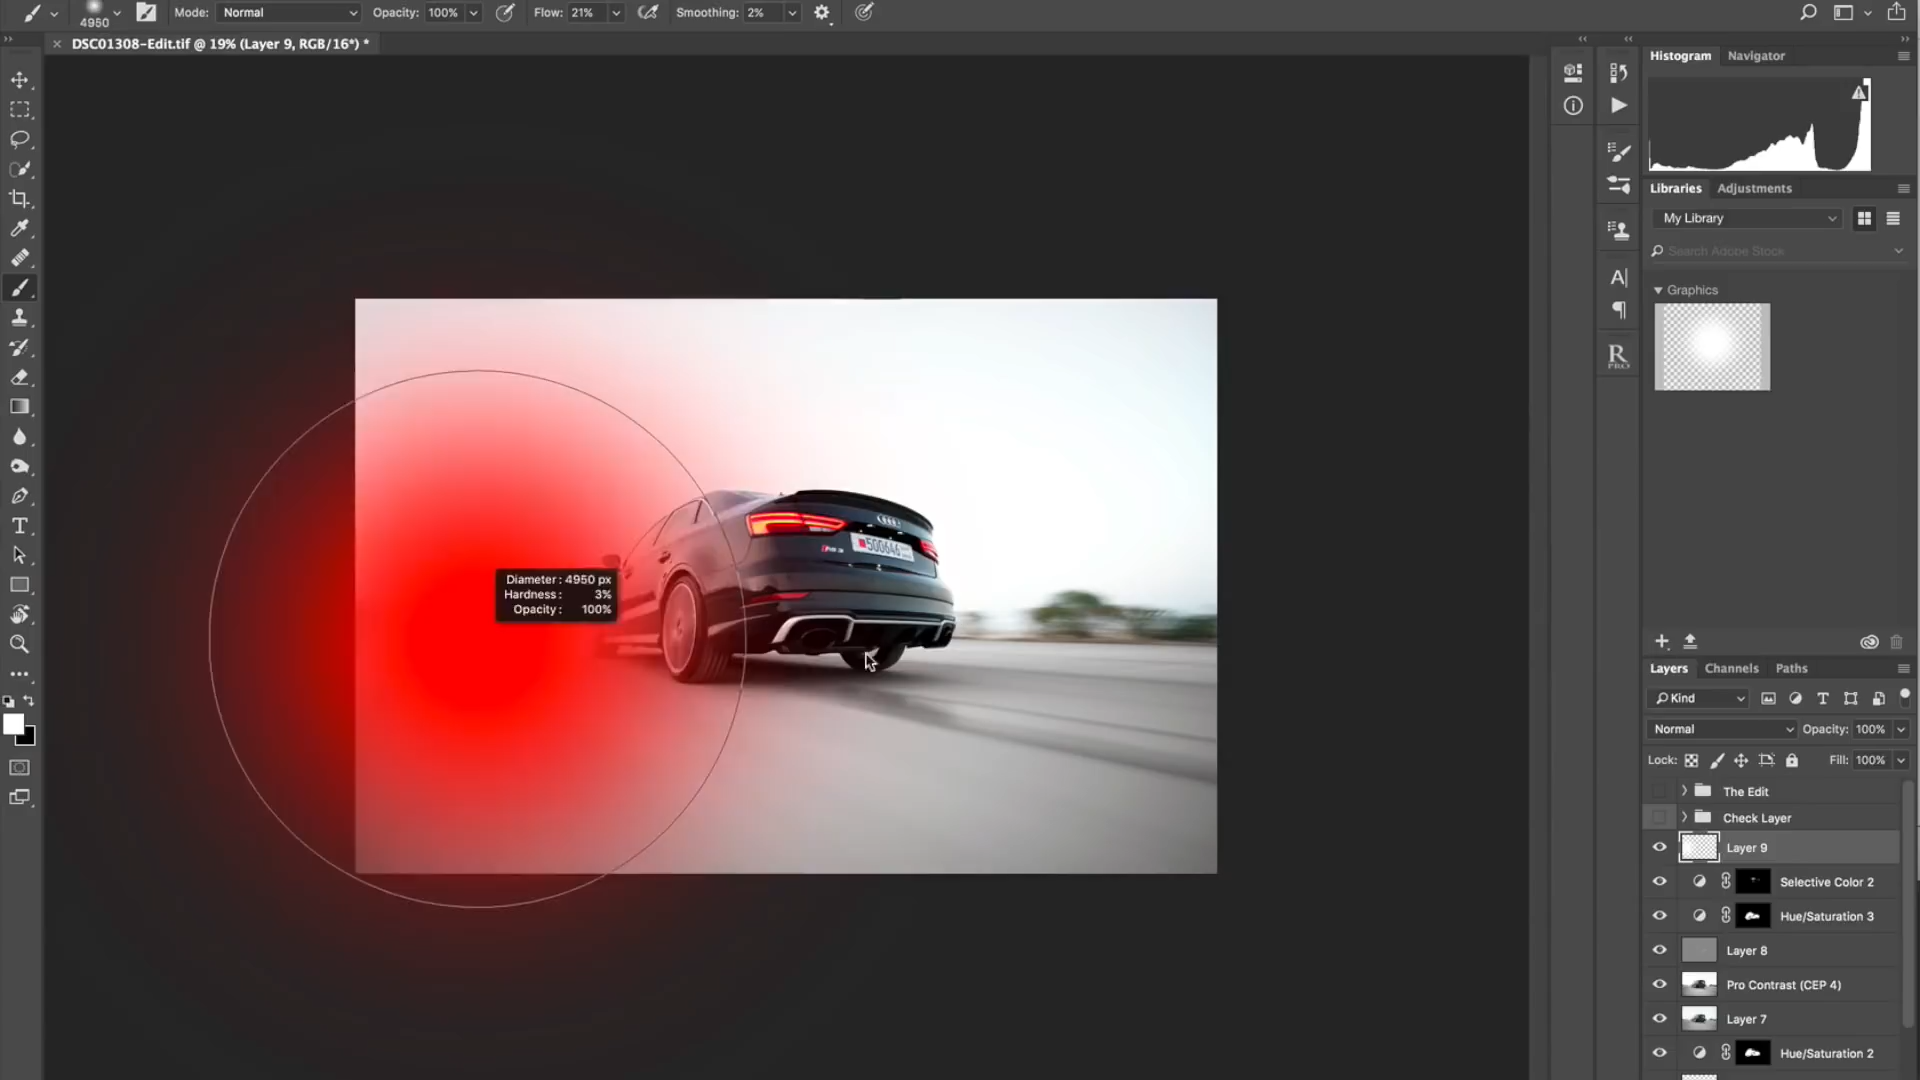 4950
Mode: Normal
Opacity: 100%
Flow: 21%
Smoothing: 2%
DSC01308-Edit.tif @ 19% (Layer 9, RGB/16*) *
Histogram Navigator
Libraries Adjustments
My Library
Search Adobe Stock
Graphics
A|
R
PRO
T
500646
Diameter : 4950 px
Hardness : 3%
Opacity : 100%
Layers Channels Paths
Kind
T
Normal
Opacity: 100%
Lock:
Fill: 100%
The Edit
Check Layer
Layer 9
Selective Color 2
Hue/Saturation 3
Layer 8
Pro Contrast (CEP 4)
Layer 7
Hue/Saturation 2